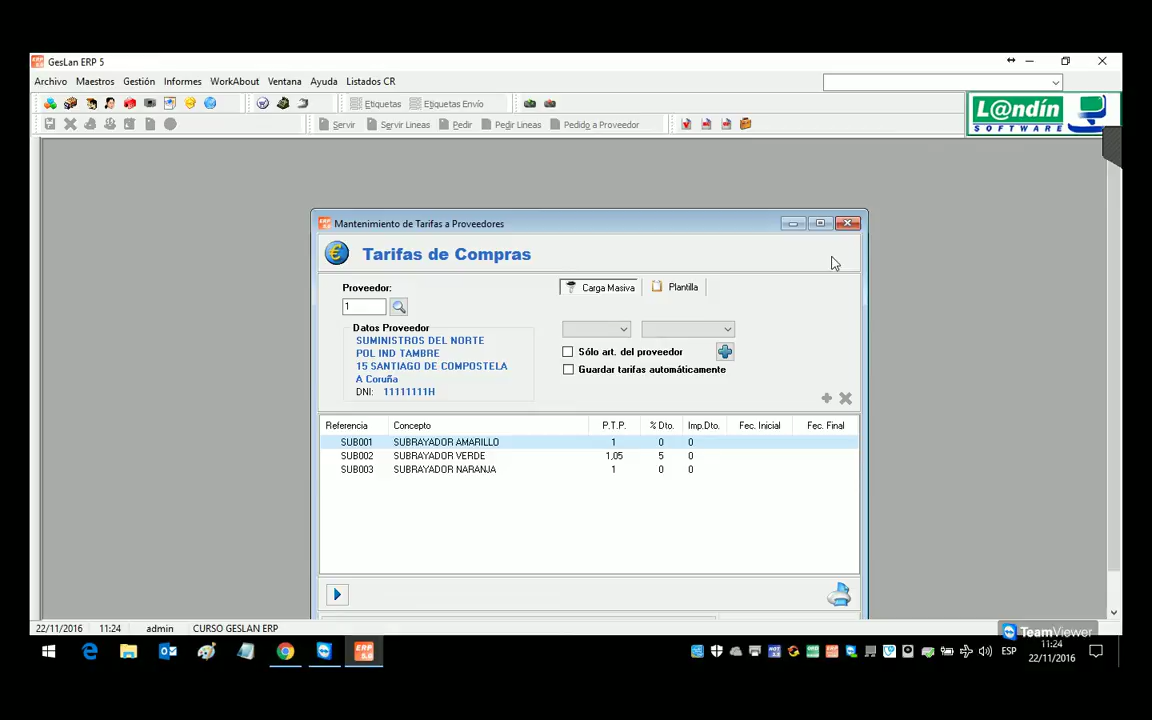 GesLan ERP 5
Archivo Maestros Gestión Informes WorkAbout Ventana Ayuda Listados CR
Etiquetas Etiquetas Envío
L@ndín
SOFTWARE
Servir Servir Lineas Pedir Pedir Lineas Pedido a Proveedor
Mantenimiento de Tarifas a Proveedores
Tarifas de Compras
Proveedor:
1
Carga Masiva Plantilla
Datos Proveedor
SUMINISTROS DEL NORTE
POL IND TAMBRE
15 SANTIAGO DE COMPOSTELA
A Coruña
DNI: 11111111H
Sólo art. del proveedor
Guardar tarifas automáticamente
Referencia Concepto P.T.P. % Dto. Imp.Dto. Fec. Inicial Fec. Final
SUB001 SUBRAYADOR AMARILLO 1 0 0
SUB002 SUBRAYADOR VERDE 1,05 5 0
SUB003 SUBRAYADOR NARANJA 1 0 0
22/11/2016 11:24 admin CURSO GESLAN ERP
TeamViewer
ESP
11:24
22/11/2016